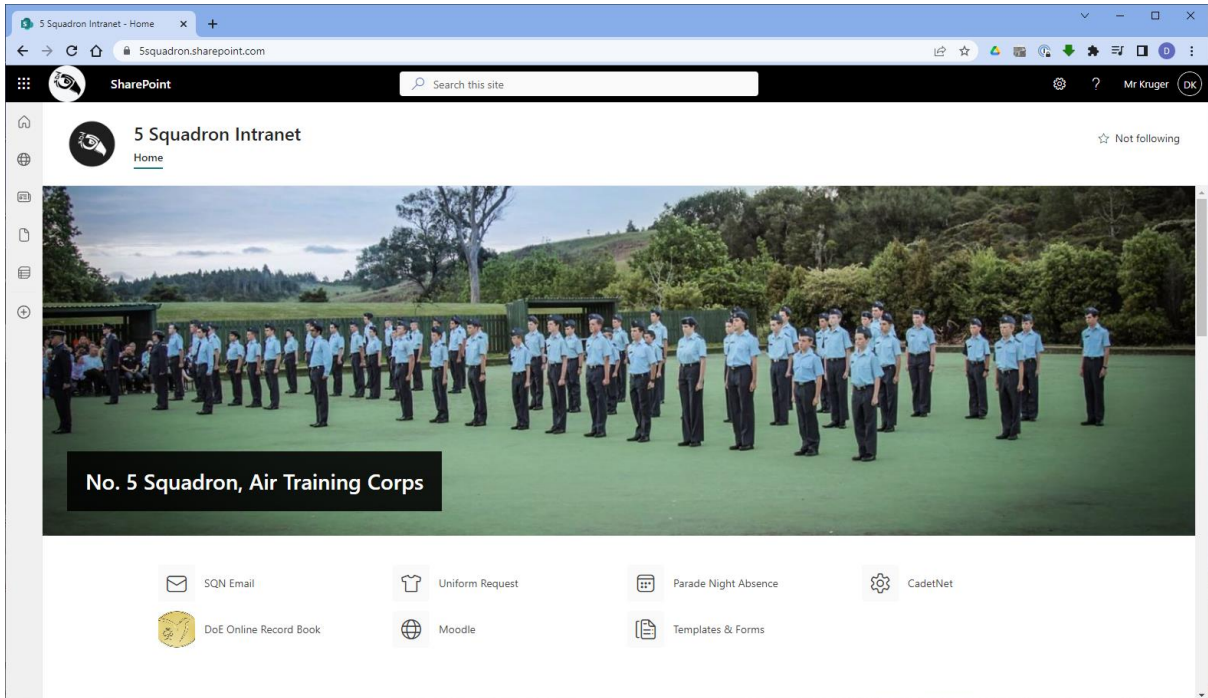 5 Squadron Intranet - Home
5squadron.sharepoint.com
D
SharePoint
Search this site
?
Mr Kruger
DK
5 Squadron Intranet
Home
Not following
No. 5 Squadron, Air Training Corps
SQN Email
Uniform Request
Parade Night Absence
CadetNet
DoE Online Record Book
Moodle
Templates & Forms